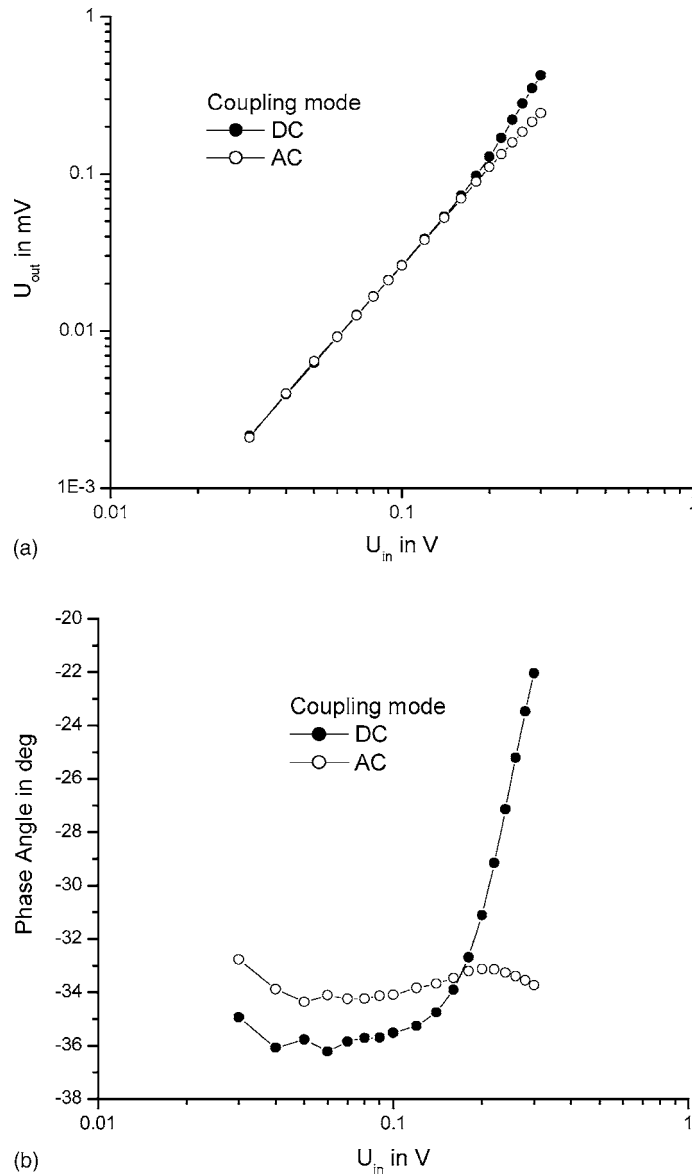 1
Coupling mode
DC
AC
0.1
U_out in mV
0.01
1E-3
0.01
0.1
1
U_in in V
(a)
-20
-22
Coupling mode
DC
-24
AC
-26
Phase Angle in deg
-28
-30
-32
-34
-36
-38
0.01
0.1
1
U_in in V
(b)